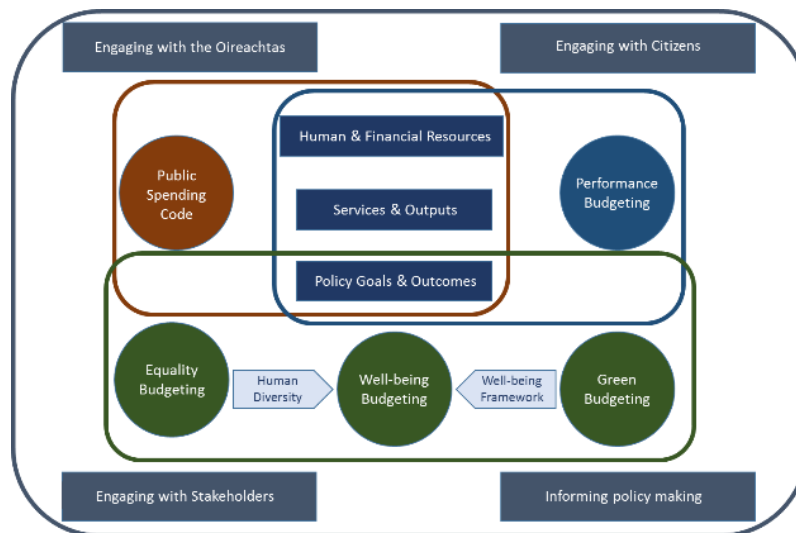 Engaging with the Oireachtas
Engaging with Citizens
Human & Financial Resources
Public
Spending
Code
Performance
Budgeting
Services & Outputs
Policy Goals & Outcomes
Equality
Budgeting
Human
Diversity
Well-being
Budgeting
Well-being
Framework
Green
Budgeting
Engaging with Stakeholders
Informing policy making